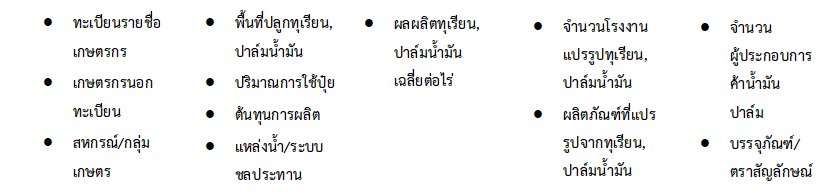 ● ทะเบียนรายชื่อ
เกษตรกร
● เกษตรกรนอก
ทะเบียน
● สหกรณ์/กลุ่ม
เกษตร
● พื้นที่ปลูกทุเรียน,
ปาล์มน้ำมัน
● ปริมาณการใช้ปุ๋ย
● ต้นทุนการผลิต
● แหล่งน้ำ/ระบบ
ชลประทาน
● ผลผลิตทุเรียน,
ปาล์มน้ำมัน
เฉลี่ยต่อไร่
● จำนวนโรงงาน
แปรรูปทุเรียน,
ปาล์มน้ำมัน
● ผลิตภัณฑ์ที่แปร
รูปจากทุเรียน,
ปาล์มน้ำมัน
● จำนวน
ผู้ประกอบการ
ค้าน้ำมัน
ปาล์ม
● บรรจุภัณฑ์/
ตราสัญลักษณ์